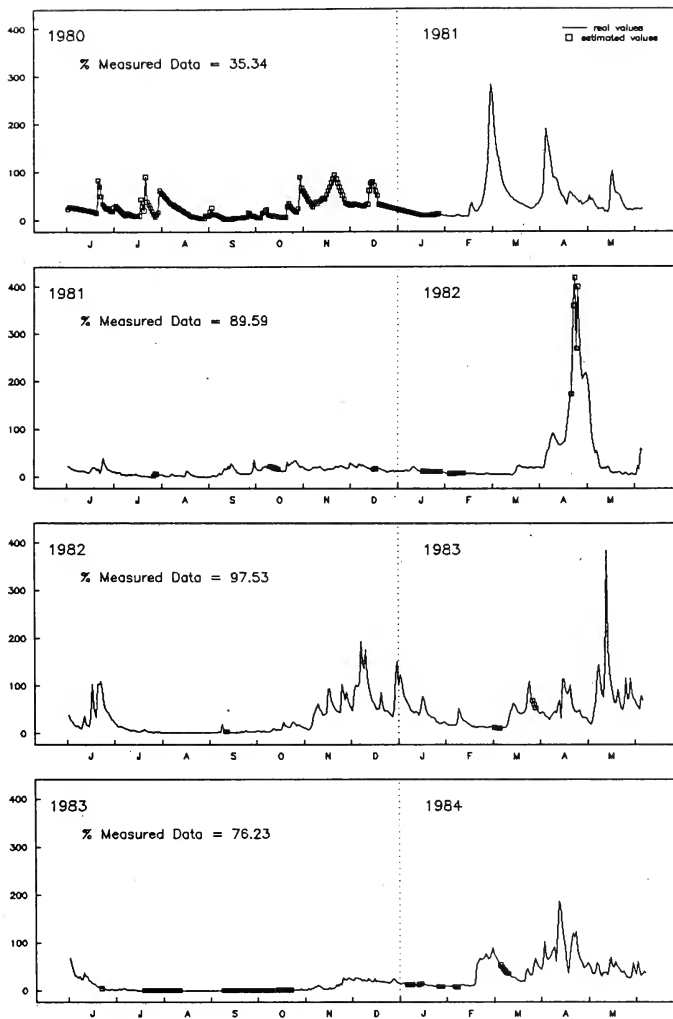 1980
1981
real values
estimated values
% Measured Data = 35.34
400
300
200
100
0
J J A S O N D J F M A M
1981
1982
% Measured Data = 89.59
400
300
200
100
0
J J A S O N D J F M A M
1982
1983
% Measured Data = 97.53
400
300
200
100
0
J J A S O N D J F M A M
1983
1984
% Measured Data = 76.23
400
300
200
100
0
J J A S O N D J F M A M